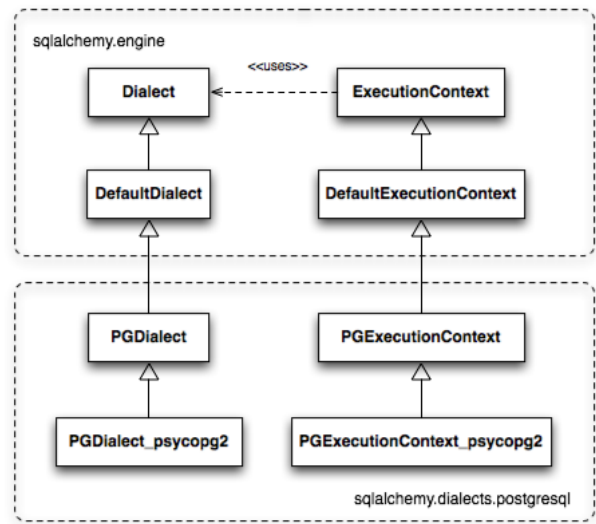 sqlalchemy.engine
<<uses>>
Dialect
ExecutionContext
DefaultDialect
DefaultExecutionContext
PGDialect
PGExecutionContext
PGDialect_psycopg2
PGExecutionContext_psycopg2
sqlalchemy.dialects.postgresql